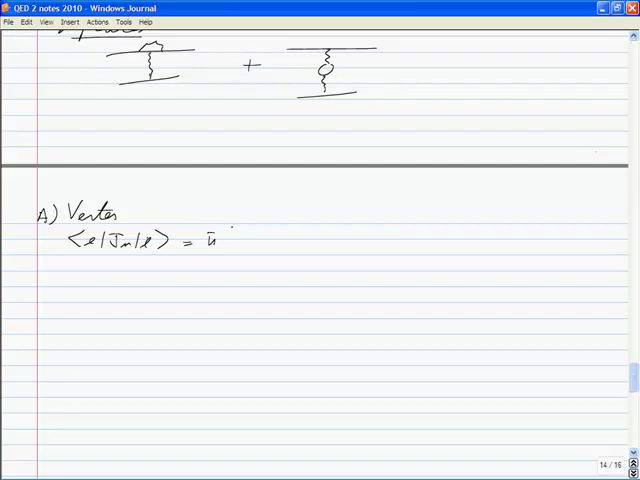 QED 2 notes 2010 - Windows Journal
File Edit View Insert Actions Tools Help
+
A) Vertex
<e|Jμ|e> = ū
14 / 16